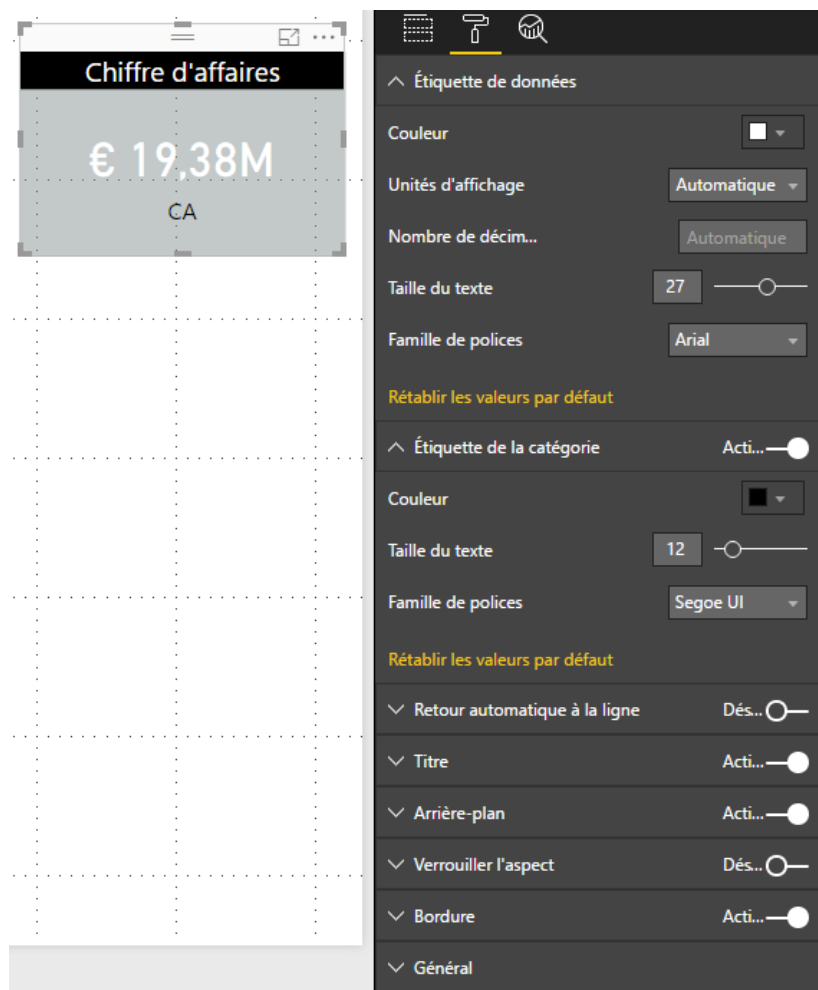 Chiffre d'affaires
€ 19,38M
CA
Étiquette de données
Couleur
Unités d'affichage Automatique
Nombre de décim... Automatique
Taille du texte 27
Famille de polices Arial
Rétablir les valeurs par défaut
Étiquette de la catégorie Acti...
Couleur
Taille du texte 12
Famille de polices Segoe UI
Rétablir les valeurs par défaut
Retour automatique à la ligne Dés...
Titre Acti...
Arrière-plan Acti...
Verrouiller l'aspect Dés...
Bordure Acti...
Général